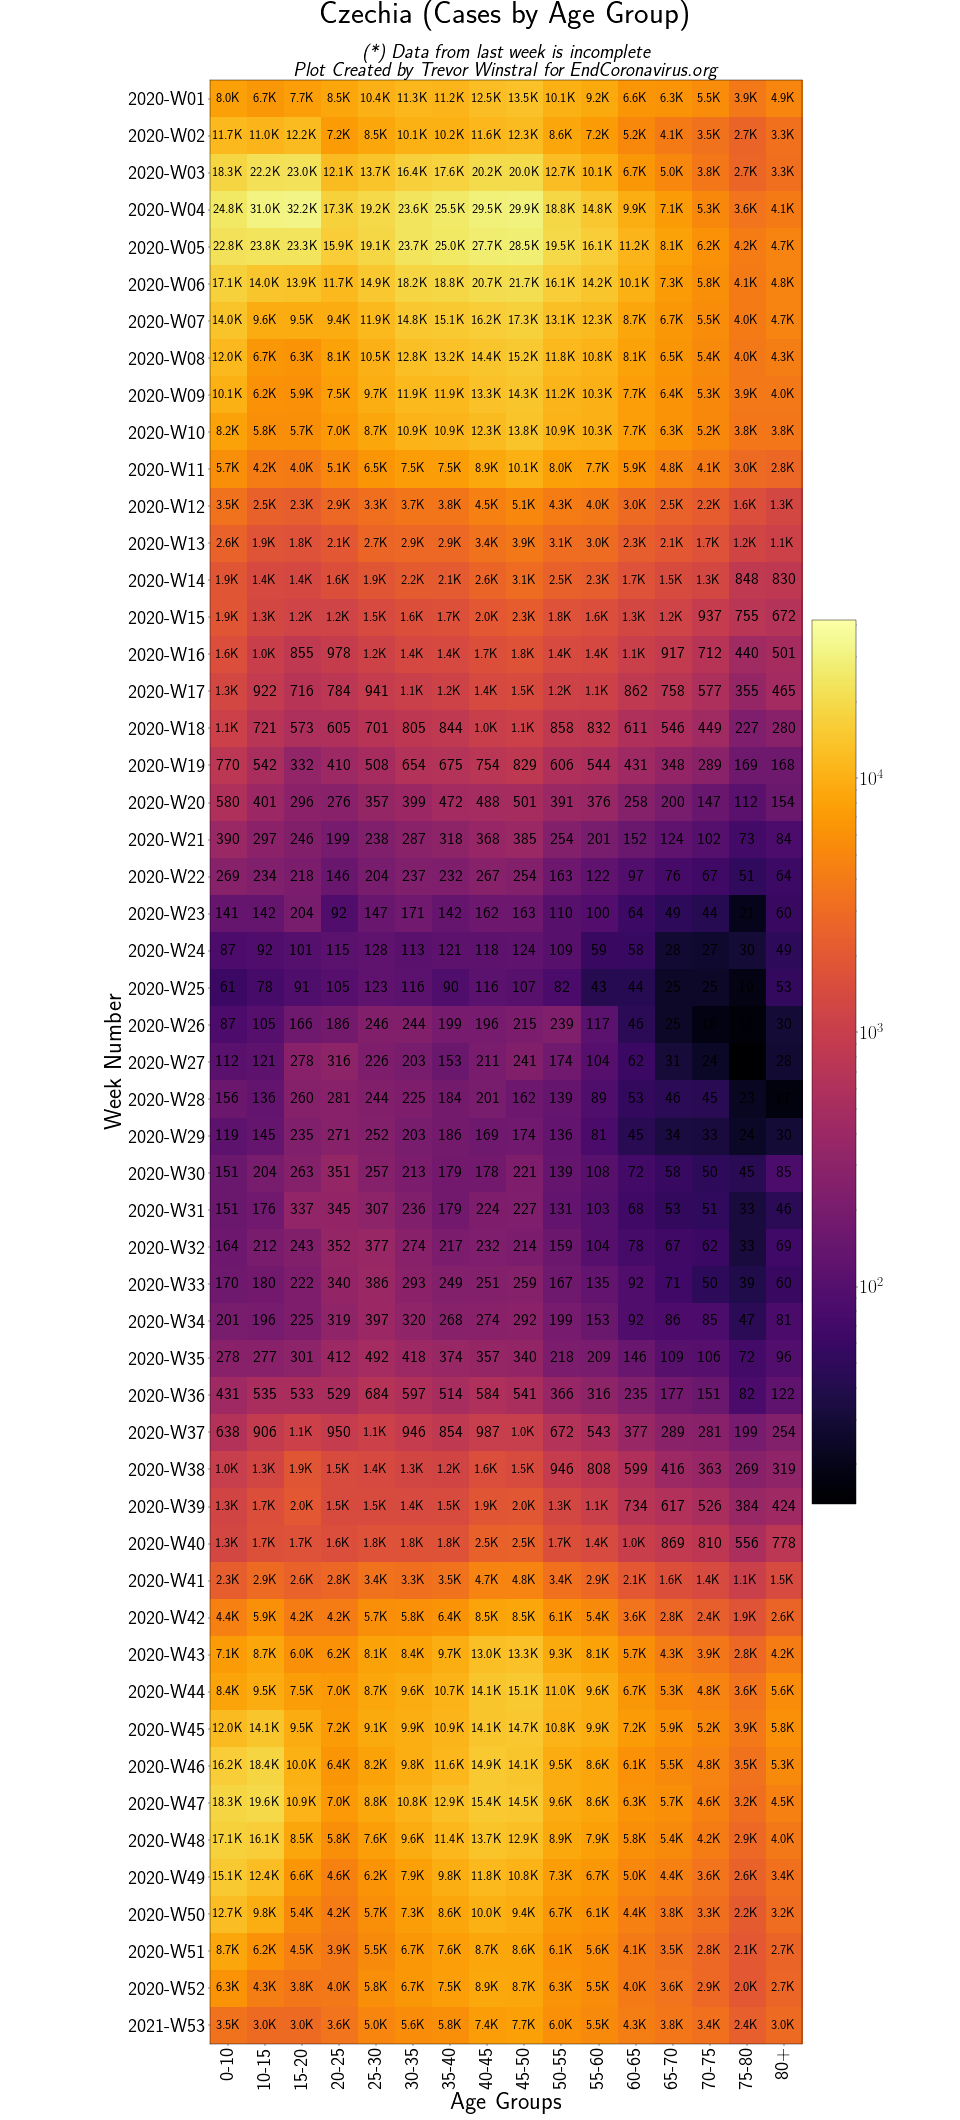 Czechia (Cases by Age Group)
(*) Data from last week is incomplete
Plot Created by Trevor Winstral for EndCoronavirus.org
2020-W01 8.0K 6.7K 7.7K 8.5K 10.4K 11.3K 11.2K 12.5K 13.5K 10.1K 9.2K 6.6K 6.3K 5.5K 3.9K 4.9K
2020-W02 11.7K 11.0K 12.2K 7.2K 8.5K 10.1K 10.2K 11.6K 12.3K 8.6K 7.2K 5.2K 4.1K 3.5K 2.7K 3.3K
2020-W03 18.3K 22.2K 23.0K 12.1K 13.7K 16.4K 17.6K 20.2K 20.0K 12.7K 10.1K 6.7K 5.0K 3.8K 2.7K 3.3K
2020-W04 24.8K 31.0K 32.2K 17.3K 19.2K 23.6K 25.5K 29.5K 29.9K 18.8K 14.8K 9.9K 7.1K 5.3K 3.6K 4.1K
2020-W05 22.8K 23.8K 23.3K 15.9K 19.1K 23.7K 25.0K 27.7K 28.5K 19.5K 16.1K 11.2K 8.1K 6.2K 4.2K 4.7K
2020-W06 17.1K 14.0K 13.9K 11.7K 14.9K 18.2K 18.8K 20.7K 21.7K 16.1K 14.2K 10.1K 7.3K 5.8K 4.1K 4.8K
2020-W07 14.0K 9.6K 9.5K 9.4K 11.9K 14.8K 15.1K 16.2K 17.3K 13.1K 12.3K 8.7K 6.7K 5.5K 4.0K 4.7K
2020-W08 12.0K 6.7K 6.3K 8.1K 10.5K 12.8K 13.2K 14.4K 15.2K 11.8K 10.8K 8.1K 6.5K 5.4K 4.0K 4.3K
2020-W09 10.1K 6.2K 5.9K 7.5K 9.7K 11.9K 11.9K 13.3K 14.3K 11.2K 10.3K 7.7K 6.4K 5.3K 3.9K 4.0K
2020-W10 8.2K 5.8K 5.7K 7.0K 8.7K 10.9K 10.9K 12.3K 13.8K 10.9K 10.3K 7.7K 6.3K 5.2K 3.8K 3.8K
2020-W11 5.7K 4.2K 4.0K 5.1K 6.5K 7.5K 7.5K 8.9K 10.1K 8.0K 7.7K 5.9K 4.8K 4.1K 3.0K 2.8K
2020-W12 3.5K 2.5K 2.3K 2.9K 3.3K 3.7K 3.8K 4.5K 5.1K 4.3K 4.0K 3.0K 2.5K 2.2K 1.6K 1.3K
2020-W13 2.6K 1.9K 1.8K 2.1K 2.7K 2.9K 2.9K 3.4K 3.9K 3.1K 3.0K 2.3K 2.1K 1.7K 1.2K 1.1K
2020-W14 1.9K 1.4K 1.4K 1.6K 1.9K 2.2K 2.1K 2.6K 3.1K 2.5K 2.3K 1.7K 1.5K 1.3K 848 830
2020-W15 1.9K 1.3K 1.2K 1.2K 1.5K 1.6K 1.7K 2.0K 2.3K 1.8K 1.6K 1.3K 1.2K 937 755 672
2020-W16 1.6K 1.0K 855 978 1.2K 1.4K 1.4K 1.7K 1.8K 1.4K 1.4K 1.1K 917 712 440 501
2020-W17 1.3K 922 716 784 941 1.1K 1.2K 1.4K 1.5K 1.2K 1.1K 862 758 577 355 465
2020-W18 1.1K 721 573 605 701 805 844 1.0K 1.1K 858 832 611 546 449 227 280
2020-W19 770 542 332 410 508 654 675 754 829 606 544 431 348 289 169 168
2020-W20 580 401 296 276 357 399 472 488 501 391 376 258 200 147 112 154
2020-W21 390 297 246 199 238 287 318 368 385 254 201 152 124 102 73 84
2020-W22 269 234 218 146 204 237 232 267 254 163 122 97 76 67 51 64
2020-W23 141 142 204 92 147 171 142 162 163 110 100 64 49 44 60
2020-W24 87 92 101 115 128 113 121 118 124 109 59 58 28 27 30 49
2020-W25 61 78 91 105 123 116 90 116 107 82 43 44 25 25 53
2020-W26 87 105 166 186 246 244 199 196 215 239 117 46 25 30
2020-W27 112 121 278 316 226 203 153 211 241 174 104 62 31 24 28
2020-W28 156 136 260 281 244 225 184 201 162 139 89 53 46 45 23
2020-W29 119 145 235 271 252 203 186 169 174 136 81 45 34 33 24 30
2020-W30 151 204 263 351 257 213 179 178 221 139 108 72 58 50 45 85
2020-W31 151 176 337 345 307 236 179 224 227 131 103 68 53 51 33 46
2020-W32 164 212 243 352 377 274 217 232 214 159 104 78 67 62 33 69
2020-W33 170 180 222 340 386 293 249 251 259 167 135 92 71 50 39 60
2020-W34 201 196 225 319 397 320 268 274 292 199 153 92 86 85 47 81
2020-W35 278 277 301 412 492 418 374 357 340 218 209 146 109 106 72 96
2020-W36 431 535 533 529 684 597 514 584 541 366 316 235 177 151 82 122
2020-W37 638 906 1.1K 950 1.1K 946 854 987 1.0K 672 543 377 289 281 199 254
2020-W38 1.0K 1.3K 1.9K 1.5K 1.4K 1.3K 1.2K 1.6K 1.5K 946 808 599 416 363 269 319
2020-W39 1.3K 1.7K 2.0K 1.5K 1.5K 1.4K 1.5K 1.9K 2.0K 1.3K 1.1K 734 617 526 384 424
2020-W40 1.3K 1.7K 1.7K 1.6K 1.8K 1.8K 1.8K 2.5K 2.5K 1.7K 1.4K 1.0K 869 810 556 778
2020-W41 2.3K 2.9K 2.6K 2.8K 3.4K 3.3K 3.5K 4.7K 4.8K 3.4K 2.9K 2.1K 1.6K 1.4K 1.1K 1.5K
2020-W42 4.4K 5.9K 4.2K 4.2K 5.7K 5.8K 6.4K 8.5K 8.5K 6.1K 5.4K 3.6K 2.8K 2.4K 1.9K 2.6K
2020-W43 7.1K 8.7K 6.0K 6.2K 8.1K 8.4K 9.7K 13.0K 13.3K 9.3K 8.1K 5.7K 4.3K 3.9K 2.8K 4.2K
2020-W44 8.4K 9.5K 7.5K 7.0K 8.7K 9.6K 10.7K 14.1K 15.1K 11.0K 9.6K 6.7K 5.3K 4.8K 3.6K 5.6K
2020-W45 12.0K 14.1K 9.5K 7.2K 9.1K 9.9K 10.9K 14.1K 14.7K 10.8K 9.9K 7.2K 5.9K 5.2K 3.9K 5.8K
2020-W46 16.2K 18.4K 10.0K 6.4K 8.2K 9.8K 11.6K 14.9K 14.1K 9.5K 8.6K 6.1K 5.5K 4.8K 3.5K 5.3K
2020-W47 18.3K 19.6K 10.9K 7.0K 8.8K 10.8K 12.9K 15.4K 14.5K 9.6K 8.6K 6.3K 5.7K 4.6K 3.2K 4.5K
2020-W48 17.1K 16.1K 8.5K 5.8K 7.6K 9.6K 11.4K 13.7K 12.9K 8.9K 7.9K 5.8K 5.4K 4.2K 2.9K 4.0K
2020-W49 15.1K 12.4K 6.6K 4.6K 6.2K 7.9K 9.8K 11.8K 10.8K 7.3K 6.7K 5.0K 4.4K 3.6K 2.6K 3.4K
2020-W50 12.7K 9.8K 5.4K 4.2K 5.7K 7.3K 8.6K 10.0K 9.4K 6.7K 6.1K 4.4K 3.8K 3.3K 2.2K 3.2K
2020-W51 8.7K 6.2K 4.5K 3.9K 5.5K 6.7K 7.6K 8.7K 8.6K 6.1K 5.6K 4.1K 3.5K 2.8K 2.1K 2.7K
2020-W52 6.3K 4.3K 3.8K 4.0K 5.8K 6.7K 7.5K 8.9K 8.7K 6.3K 5.5K 4.0K 3.6K 2.9K 2.0K 2.7K
2021-W53 3.5K 3.0K 3.0K 3.6K 5.0K 5.6K 5.8K 7.4K 7.7K 6.0K 5.5K 4.3K 3.8K 3.4K 2.4K 3.0K
0-10 10-15 15-20 20-25 25-30 30-35 35-40 40-45 45-50 50-55 55-60 60-65 65-70 70-75 75-80 80+
Age Groups
Week Number
10⁴
10³
10²